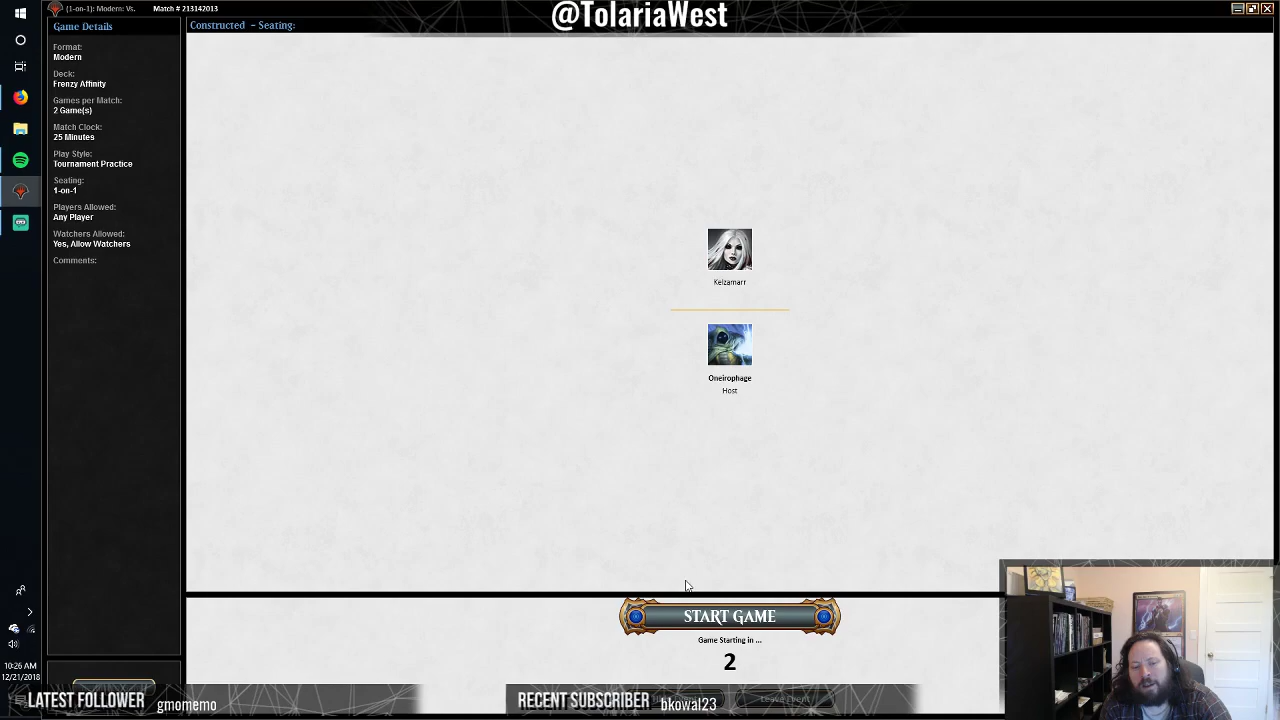 (1-on-1): Modern: Vs. Match # 213142013
@TolariaWest
Game Details
Constructed - Seating:
Format:
Modern
Deck:
Frenzy Affinity
Games per Match:
2 Game(s)
Match Clock:
25 Minutes
Play Style:
Tournament Practice
Seating:
1-on-1
Players Allowed:
Any Player
Watchers Allowed:
Yes, Allow Watchers
Comments:
Kelzamarr
Oneirophage
Host
START GAME
Game Starting in ...
2
10:26 AM
12/21/2018
LATEST FOLLOWER gmomemo
RECENT SUBSCRIBER bkowal23
Leave Event